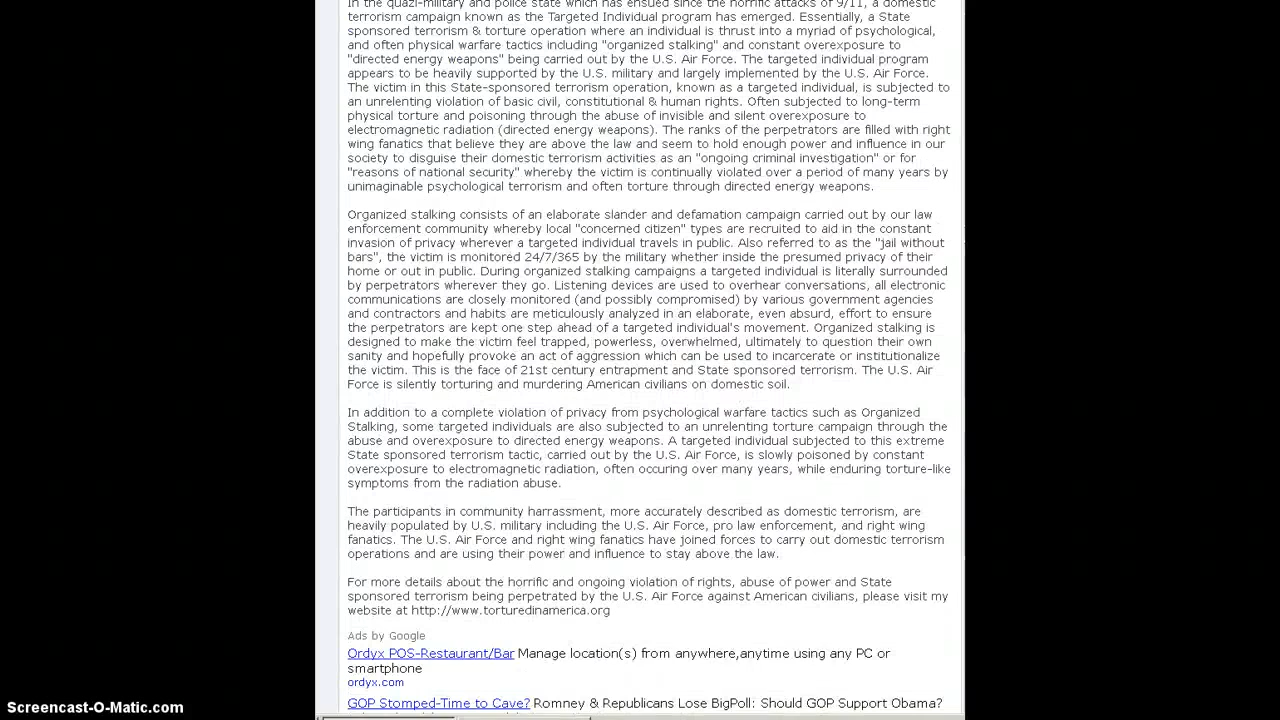 In the quazi-military and police state which has ensued since the horrific attacks of 9/11, a domestic
terrorism campaign known as the Targeted Individual program has emerged. Essentially, a State
sponsored terrorism & torture operation where an individual is thrust into a myriad of psychological,
and often physical warfare tactics including "organized stalking" and constant overexposure to
"directed energy weapons" being carried out by the U.S. Air Force. The targeted individual program
appears to be heavily supported by the U.S. military and largely implemented by the U.S. Air Force.
The victim in this State-sponsored terrorism operation, known as a targeted individual, is subjected to
an unrelenting violation of basic civil, constitutional & human rights. Often subjected to long-term
physical torture and poisoning through the abuse of invisible and silent overexposure to
electromagnetic radiation (directed energy weapons). The ranks of the perpetrators are filled with right
wing fanatics that believe they are above the law and seem to hold enough power and influence in our
society to disguise their domestic terrorism activities as an "ongoing criminal investigation" or for
"reasons of national security" whereby the victim is continually violated over a period of many years by
unimaginable psychological terrorism and often torture through directed energy weapons.
Organized stalking consists of an elaborate slander and defamation campaign carried out by our law
enforcement community whereby local "concerned citizen" types are recruited to aid in the constant
invasion of privacy wherever a targeted individual travels in public. Also referred to as the "jail without
bars", the victim is monitored 24/7/365 by the military whether inside the presumed privacy of their
home or out in public. During organized stalking campaigns a targeted individual is literally surrounded
by perpetrators wherever they go. Listening devices are used to overhear conversations, all electronic
communications are closely monitored (and possibly compromised) by various government agencies
and contractors and habits are meticulously analyzed in an elaborate, even absurd, effort to ensure
the perpetrators are kept one step ahead of a targeted individual's movement. Organized stalking is
designed to make the victim feel trapped, powerless, overwhelmed, ultimately to question their own
sanity and hopefully provoke an act of aggression which can be used to incarcerate or institutionalize
the victim. This is the face of 21st century entrapment and State sponsored terrorism. The U.S. Air
Force is silently torturing and murdering American civilians on domestic soil.
In addition to a complete violation of privacy from psychological warfare tactics such as Organized
Stalking, some targeted individuals are also subjected to an unrelenting torture campaign through the
abuse and overexposure to directed energy weapons. A targeted individual subjected to this extreme
State sponsored terrorism tactic, carried out by the U.S. Air Force, is slowly poisoned by constant
overexposure to electromagnetic radiation, often occuring over many years, while enduring torture-like
symptoms from the radiation abuse.
The participants in community harrassment, more accurately described as domestic terrorism, are
heavily populated by U.S. military including the U.S. Air Force, pro law enforcement, and right wing
fanatics. The U.S. Air Force and right wing fanatics have joined forces to carry out domestic terrorism
operations and are using their power and influence to stay above the law.
For more details about the horrific and ongoing violation of rights, abuse of power and State
sponsored terrorism being perpetrated by the U.S. Air Force against American civilians, please visit my
website at http://www.torturedinamerica.org
Ads by Google
Ordyx POS-Restaurant/Bar Manage location(s) from anywhere,anytime using any PC or
smartphone
ordyx.com
GOP Stomped-Time to Cave? Romney & Republicans Lose BigPoll: Should GOP Support Obama?
Screencast-O-Matic.com